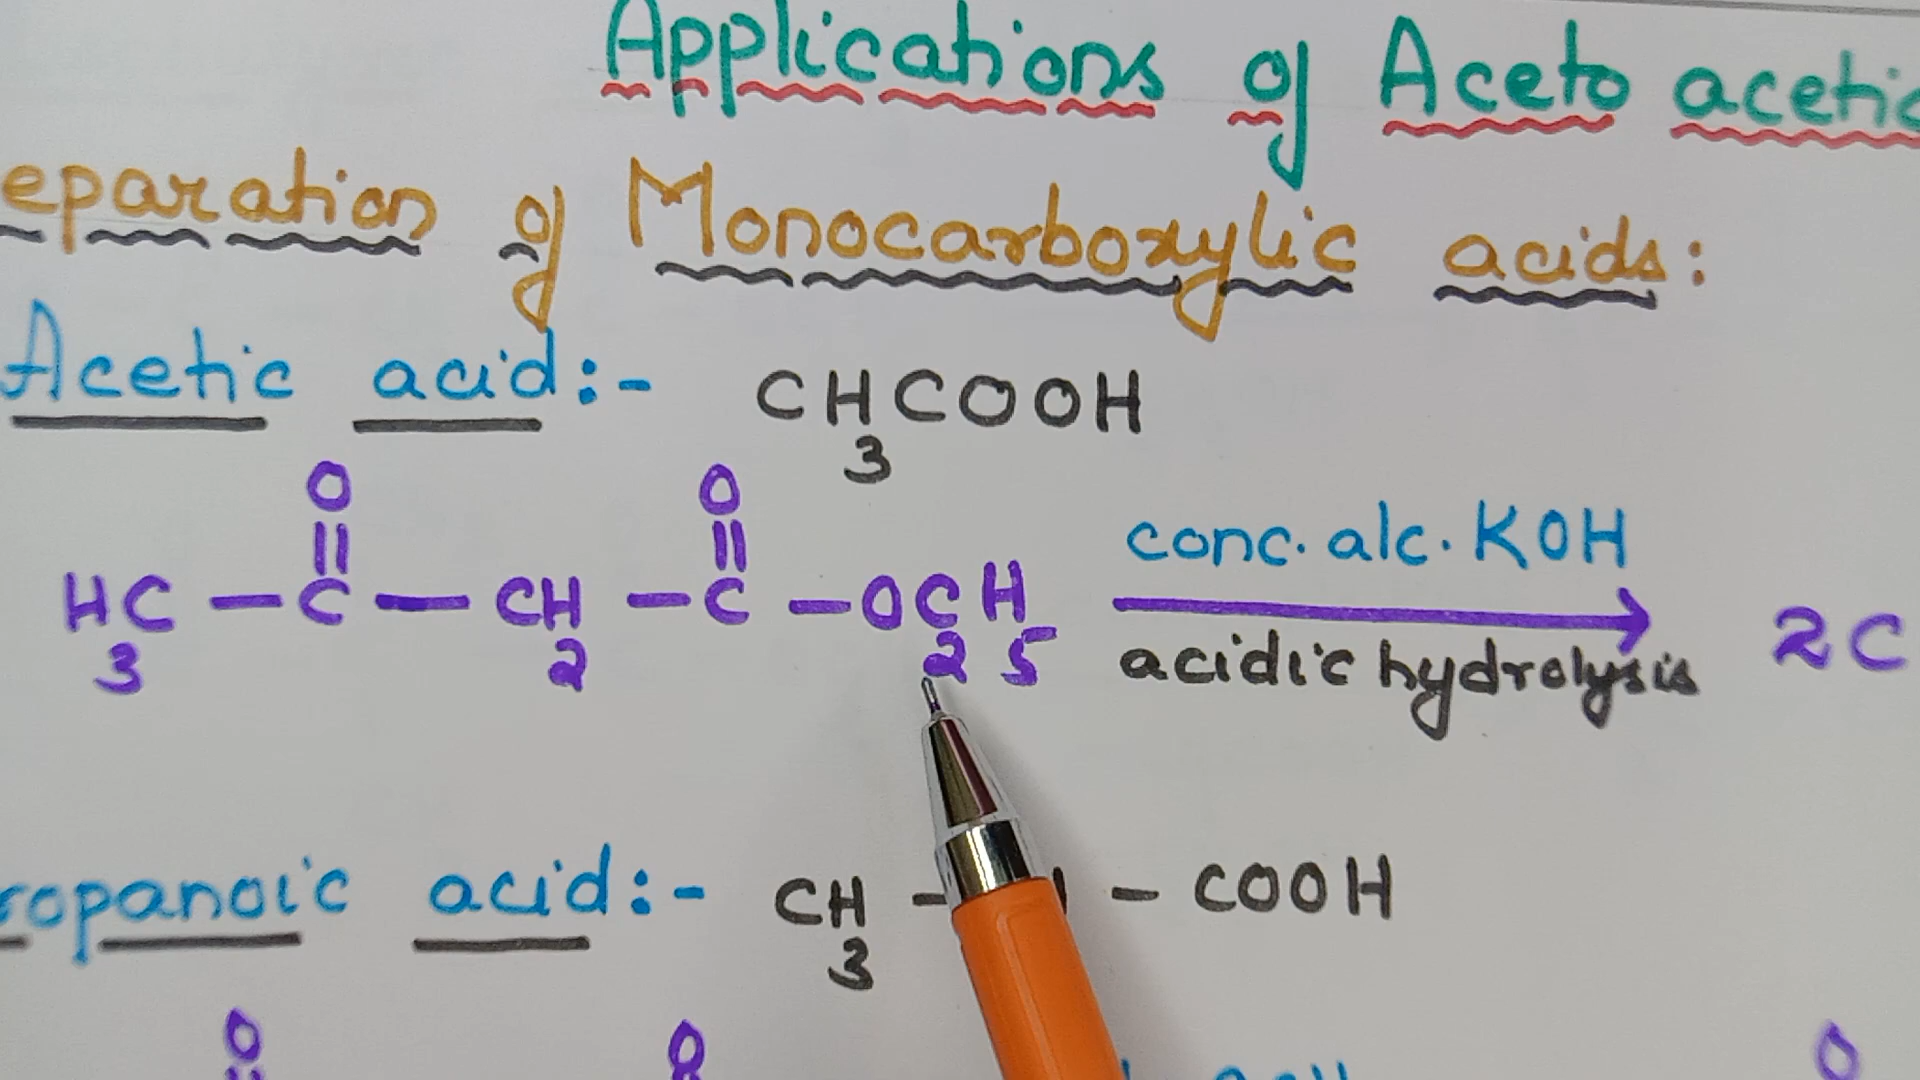 Applications of Aceto acetic
eparation of Monocarboxylic acids:
Acetic acid:- CH3COOH
O O
H3C - C - CH2 - C - OC2H5 conc. alc. KOH 2C
|| ||
acidic hydrolysis
ropanoic acid:- CH3 - - COOH
O O O